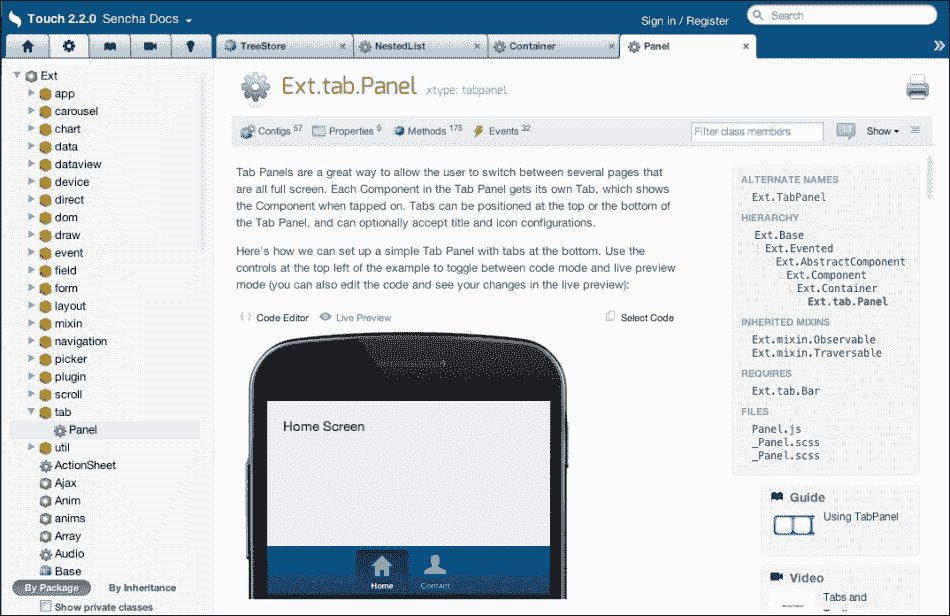 Touch 2.2.0 Sencha Docs
Sign in / Register
Search
TreeStore
NestedList
Container
Panel
Ext
app
carousel
chart
data
dataview
device
direct
dom
draw
event
field
form
layout
mixin
navigation
picker
plugin
scroll
tab
Panel
util
ActionSheet
Ajax
Anim
anims
Array
Audio
Base
By Package
By Inheritance
Show private classes
Ext.tab.Panel xtype: tabpanel
Configs 57 Properties 0 Methods 175 Events 32
Filter class members
Show
Tab Panels are a great way to allow the user to switch between several pages that
are all full screen. Each Component in the Tab Panel gets its own Tab, which shows
the Component when tapped on. Tabs can be positioned at the top or the bottom of
the Tab Panel, and can optionally accept title and icon configurations.
Here's how we can set up a simple Tab Panel with tabs at the bottom. Use the
controls at the top left of the example to toggle between code mode and live preview
mode (you can also edit the code and see your changes in the live preview):
Code Editor Live Preview Select Code
Home Screen
Home Contact
ALTERNATE NAMES
Ext.TabPanel
HIERARCHY
Ext.Base
Ext.Evented
Ext.AbstractComponent
Ext.Component
Ext.Container
Ext.tab.Panel
INHERITED MIXINS
Ext.mixin.Observable
Ext.mixin.Traversable
REQUIRES
Ext.tab.Bar
FILES
Panel.js
_Panel.scss
_Panel.scss
Guide
Using TabPanel
Video
Tabs and